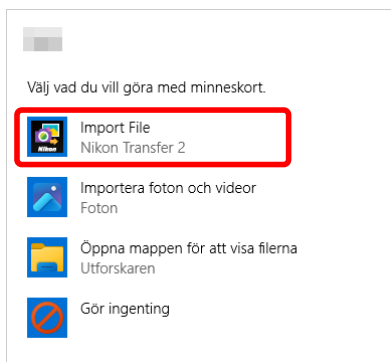 Välj vad du vill göra med minneskort.
Import File
Nikon Transfer 2
Nikon
Importera foton och videor
Foton
Öppna mappen för att visa filerna
Utforskaren
Gör ingenting